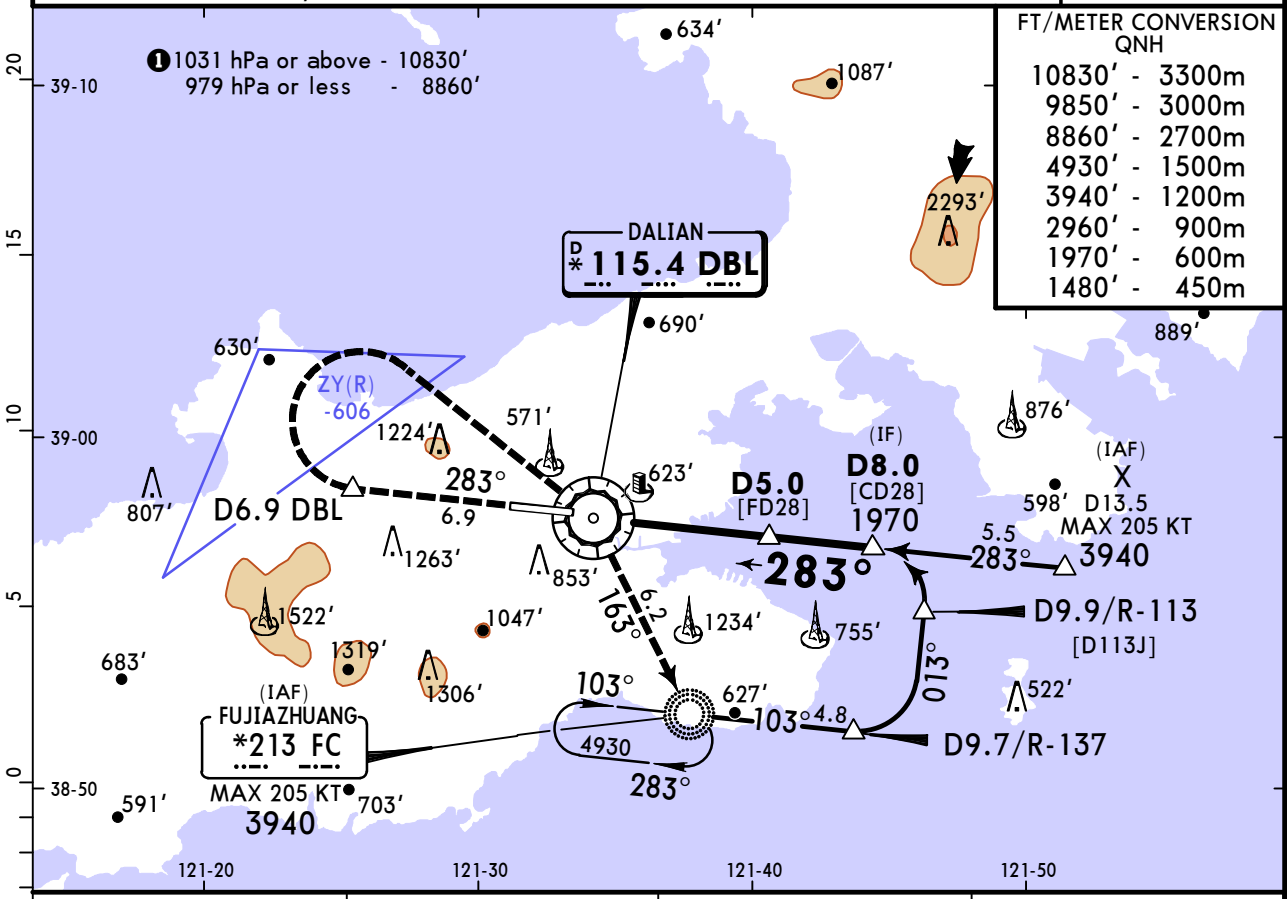 ❶ 1031 hPa or above - 10830′
979 hPa or less - 8860′
FT/METER CONVERSION
QNH
10830′ - 3300m
9850′ - 3000m
8860′ - 2700m
4930′ - 1500m
3940′ - 1200m
2960′ - 900m
1970′ - 600m
1480′ - 450m
20
39-10
634′
1087′
2293′
15
DALIAN
D
* 115.4 DBL
690′
889′
630′
ZY(R)
-606
1224′
571′
623′
876′
10
39-00
(IF)
D8.0
[CD28]
1970
D5.0
[FD28]
(IAF)
X
D13.5
MAX 205 KT
3940
598′
807′
D6.9 DBL
283°
6.9
1263′
853′
283°
5.5
283°
5
1522′
1319′
1047′
1306′
163°
6.2
1234′
755′
D9.9/R-113
[D113J]
013°
522′
683′
(IAF)
FUJIAZHUANG
*213 FC
MAX 205 KT
3940
103°
4930
283°
627′
103°
4.8
D9.7/R-137
0
38-50
591′
703′
121-20
121-30
121-40
121-50